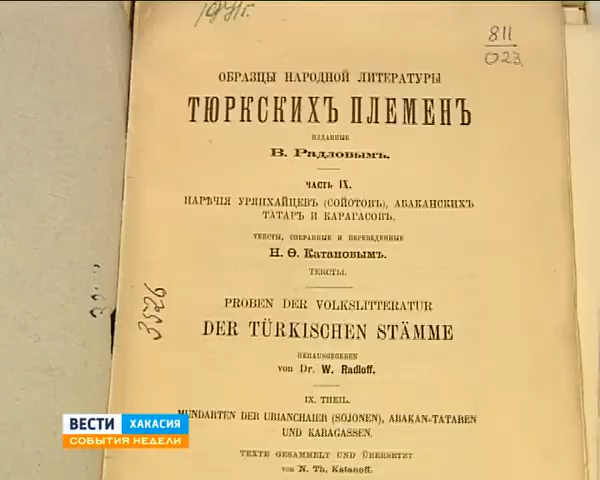 1941г.
811
023
ОБРАЗЦЫ НАРОДНОЙ ЛИТЕРАТУРЫ
ТЮРКСКИХЪ ПЛЕМЕНЪ
ИЗДАННЫЕ
В. Радловымъ.
ЧАСТЬ IX.
НАРѢЧІЯ УРЯНХАЙЦЕВЪ (СОЙОТОВЪ), АБАКАНСКИХЪ
ТАТАРЪ И КАРАГАСОВЪ.
ТЕКСТЫ, СОБРАННЫЕ И ПЕРЕВЕДЕННЫЕ
Н. Ѳ. Катановымъ.
ТЕКСТЫ.
PROBEN DER VOLKSLITTERATUR
DER TÜRKISCHEN STÄMME
HERAUSGEGEBEN
von Dr. W. Radloff.
IX. THEIL.
MUNDARTEN DER URIANCHAIER (SOJONEN), ABAKAN-TATAREN
UND KARAGASSEN.
TEXTE GESAMMELT UND ÜBERSETZT
von N. Th. Katanoff.
3526
ВЕСТИ ХАКАСИЯ
СОБЫТИЯ НЕДЕЛИ